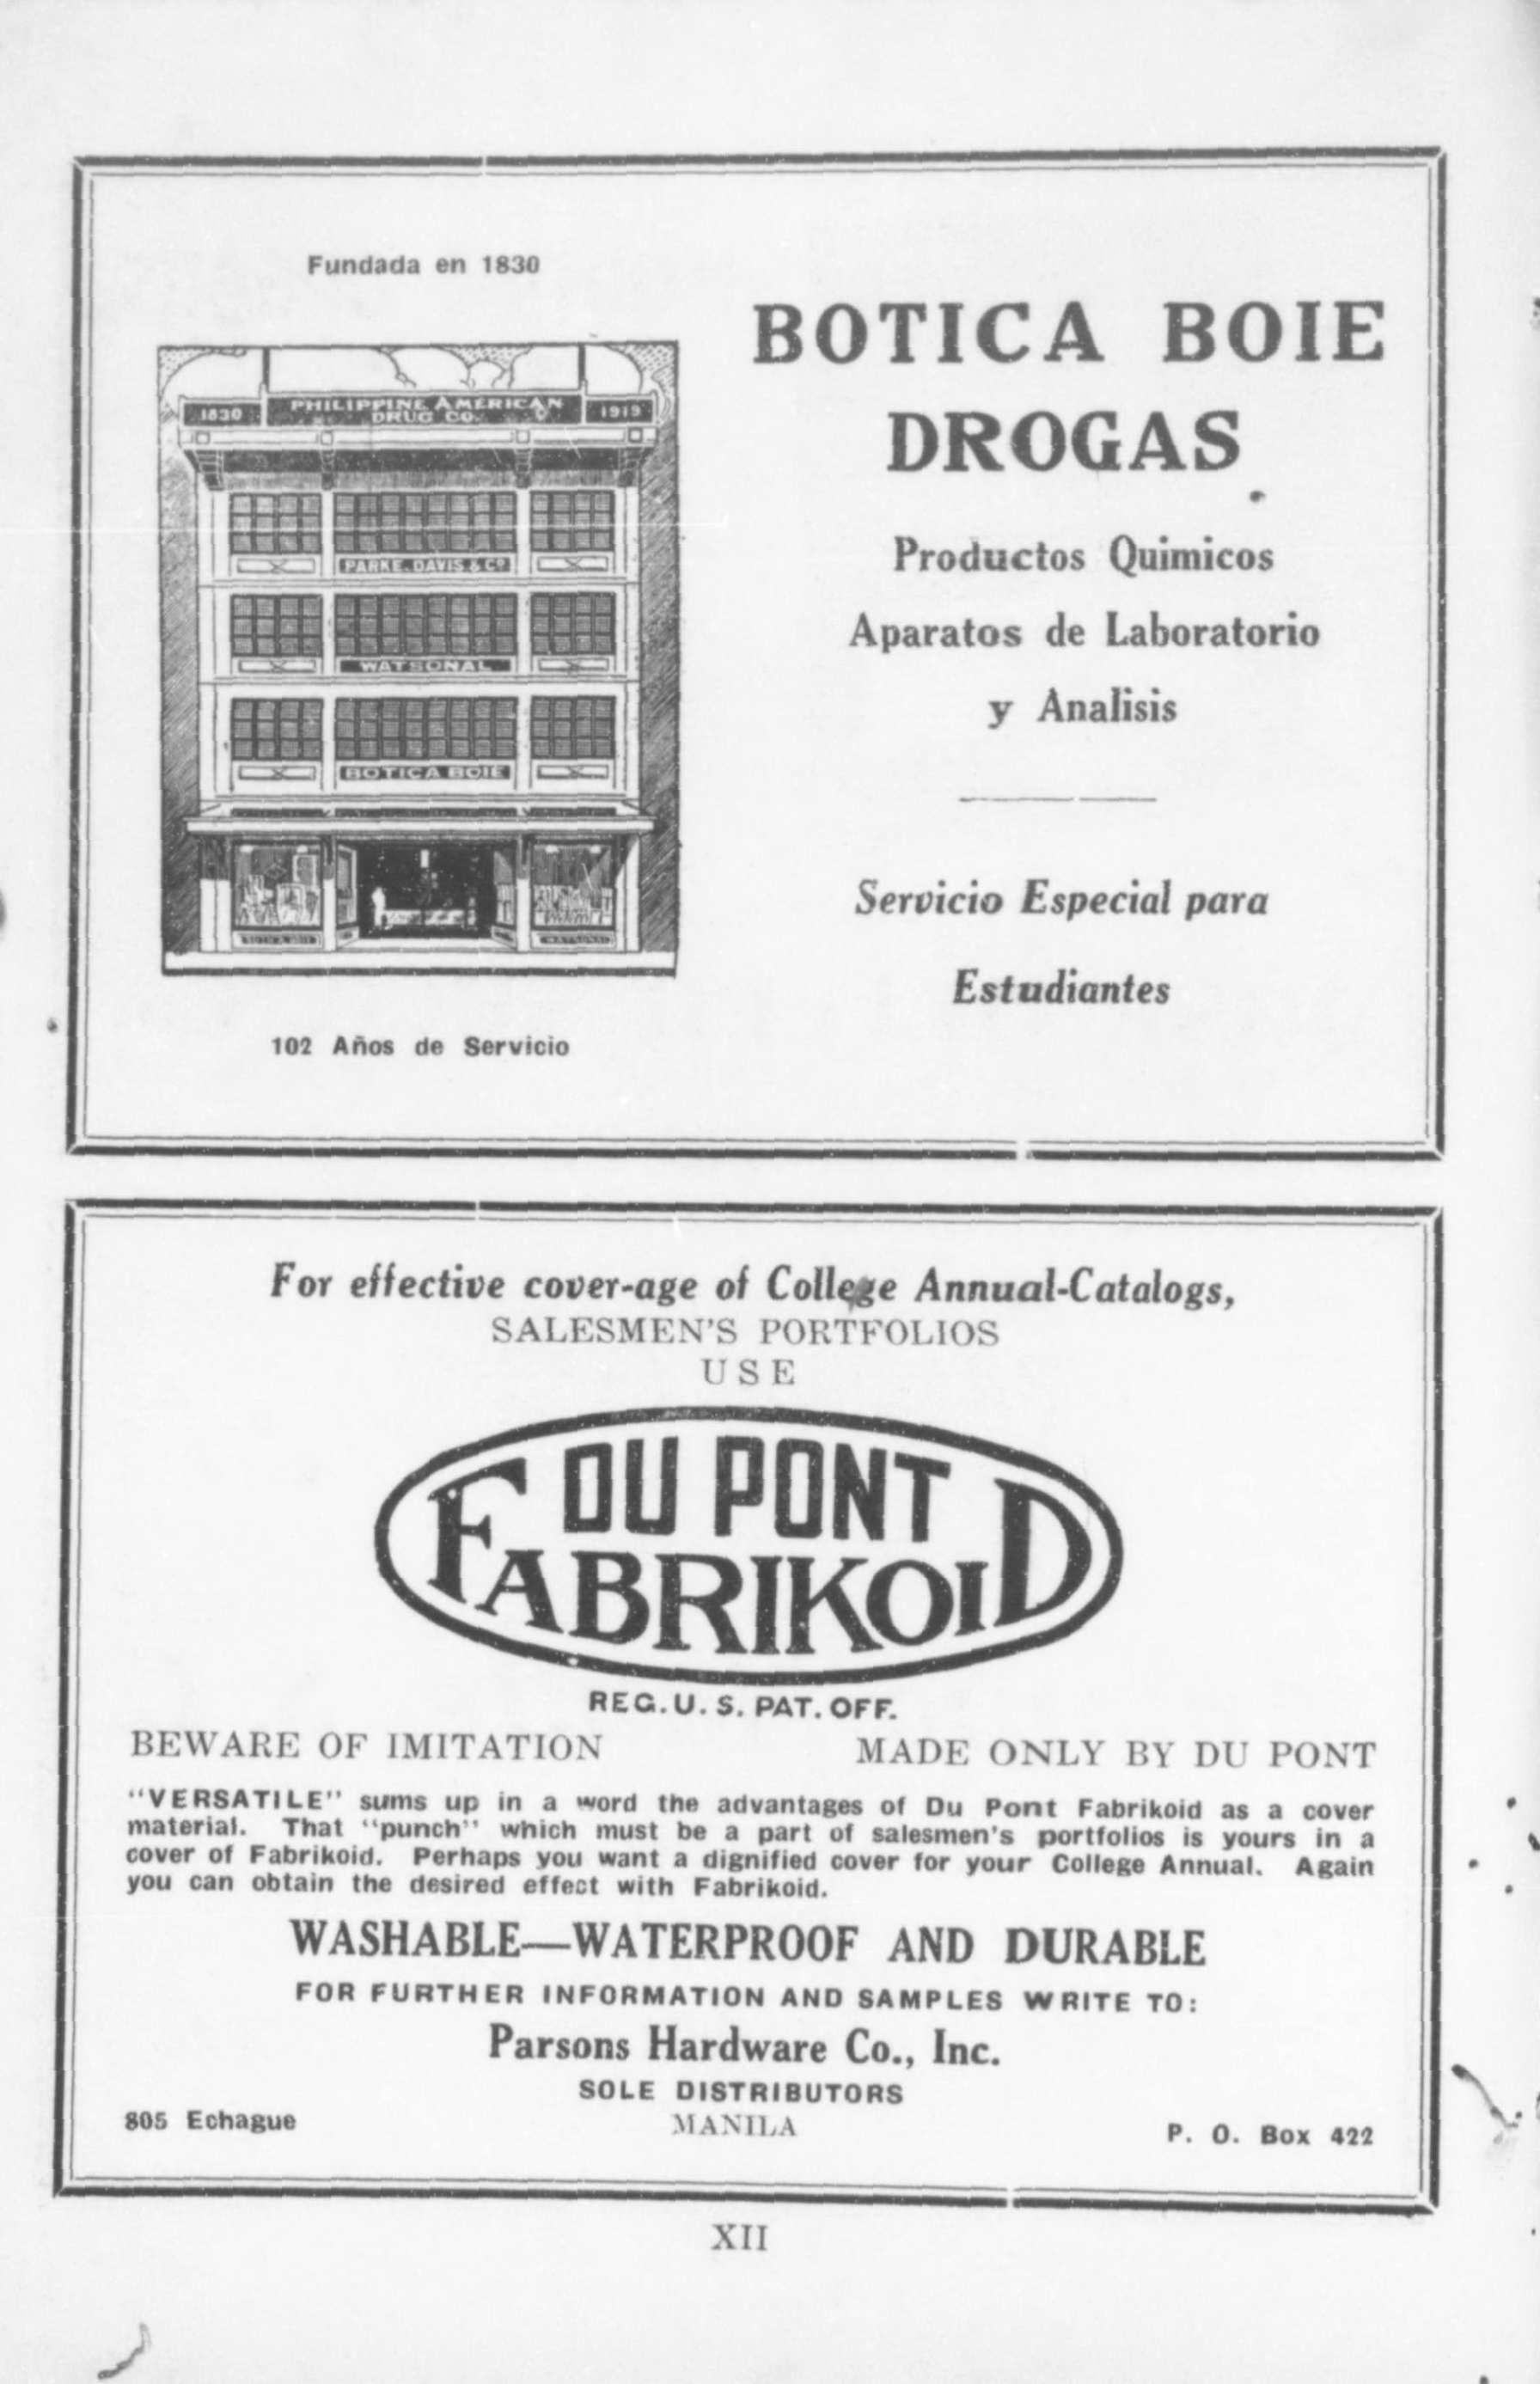 Fundada en 1830
1830 PHILIPPINE AMERICAN DRUG CO. 1919
PARKE, DAVIS & Co
WATSONAL
BOTICA BOIE
102 Años de Servicio
BOTICA BOIE
DROGAS
Productos Quimicos
Aparatos de Laboratorio
y Analisis
Servicio Especial para
Estudiantes
For effective cover-age of College Annual-Catalogs,
SALESMEN'S PORTFOLIOS
USE
DU PONT
FABRIKOID
REG. U. S. PAT. OFF.
BEWARE OF IMITATION MADE ONLY BY DU PONT
"VERSATILE" sums up in a word the advantages of Du Pont Fabrikoid as a cover
material. That "punch" which must be a part of salesmen's portfolios is yours in a
cover of Fabrikoid. Perhaps you want a dignified cover for your College Annual. Again
you can obtain the desired effect with Fabrikoid.
WASHABLE—WATERPROOF AND DURABLE
FOR FURTHER INFORMATION AND SAMPLES WRITE TO:
Parsons Hardware Co., Inc.
SOLE DISTRIBUTORS
805 Echague MANILA P. O. Box 422
XII